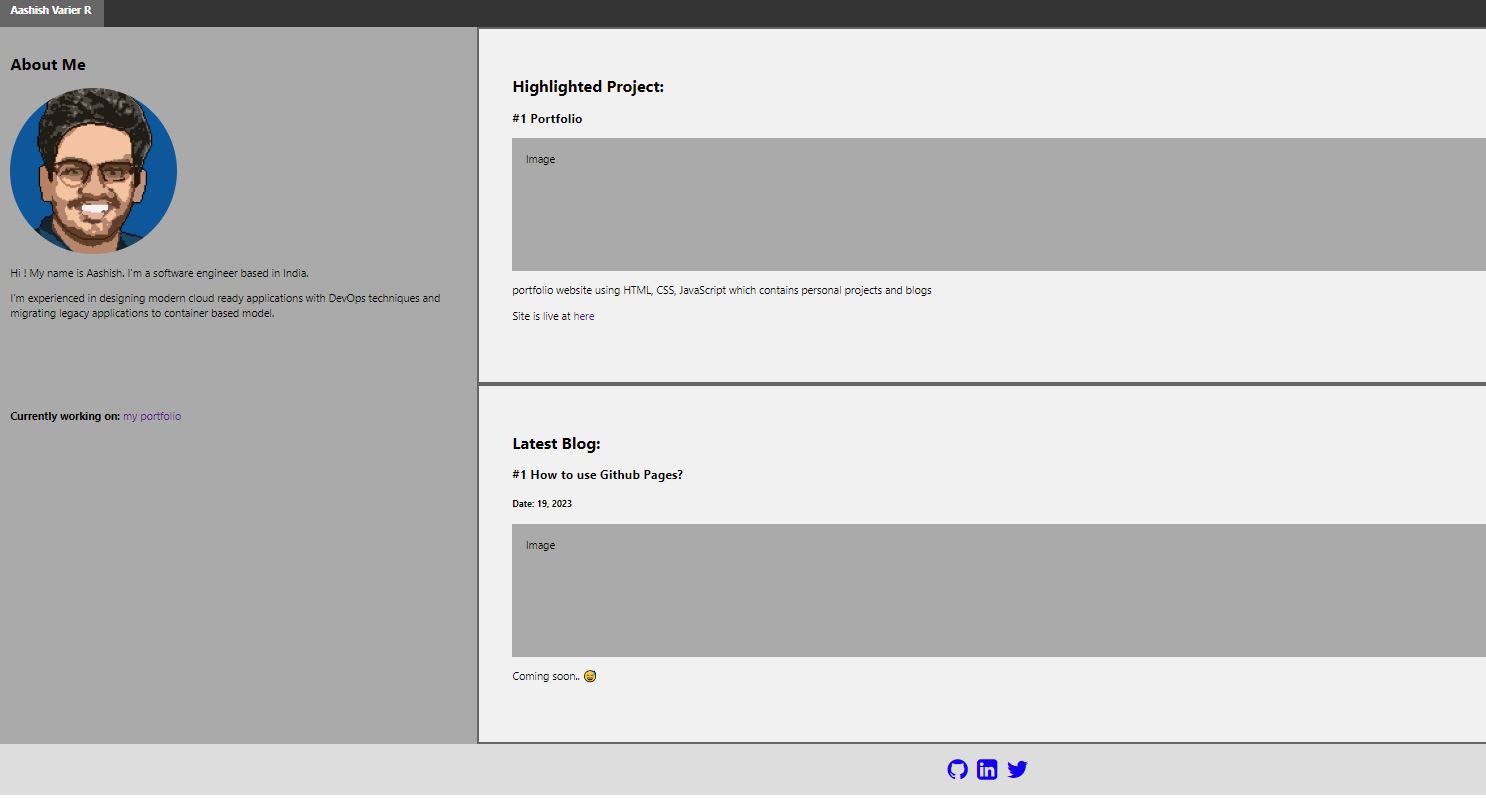 Aashish Varier R
About Me
Hi ! My name is Aashish. I'm a software engineer based in India.
I'm experienced in designing modern cloud ready applications with DevOps techniques and
migrating legacy applications to container based model.
Currently working on: my portfolio
Highlighted Project:
#1 Portfolio
Image
portfolio website using HTML, CSS, JavaScript which contains personal projects and blogs
Site is live at here
Latest Blog:
#1 How to use Github Pages?
Date: 19, 2023
Image
Coming soon.. 😅
in